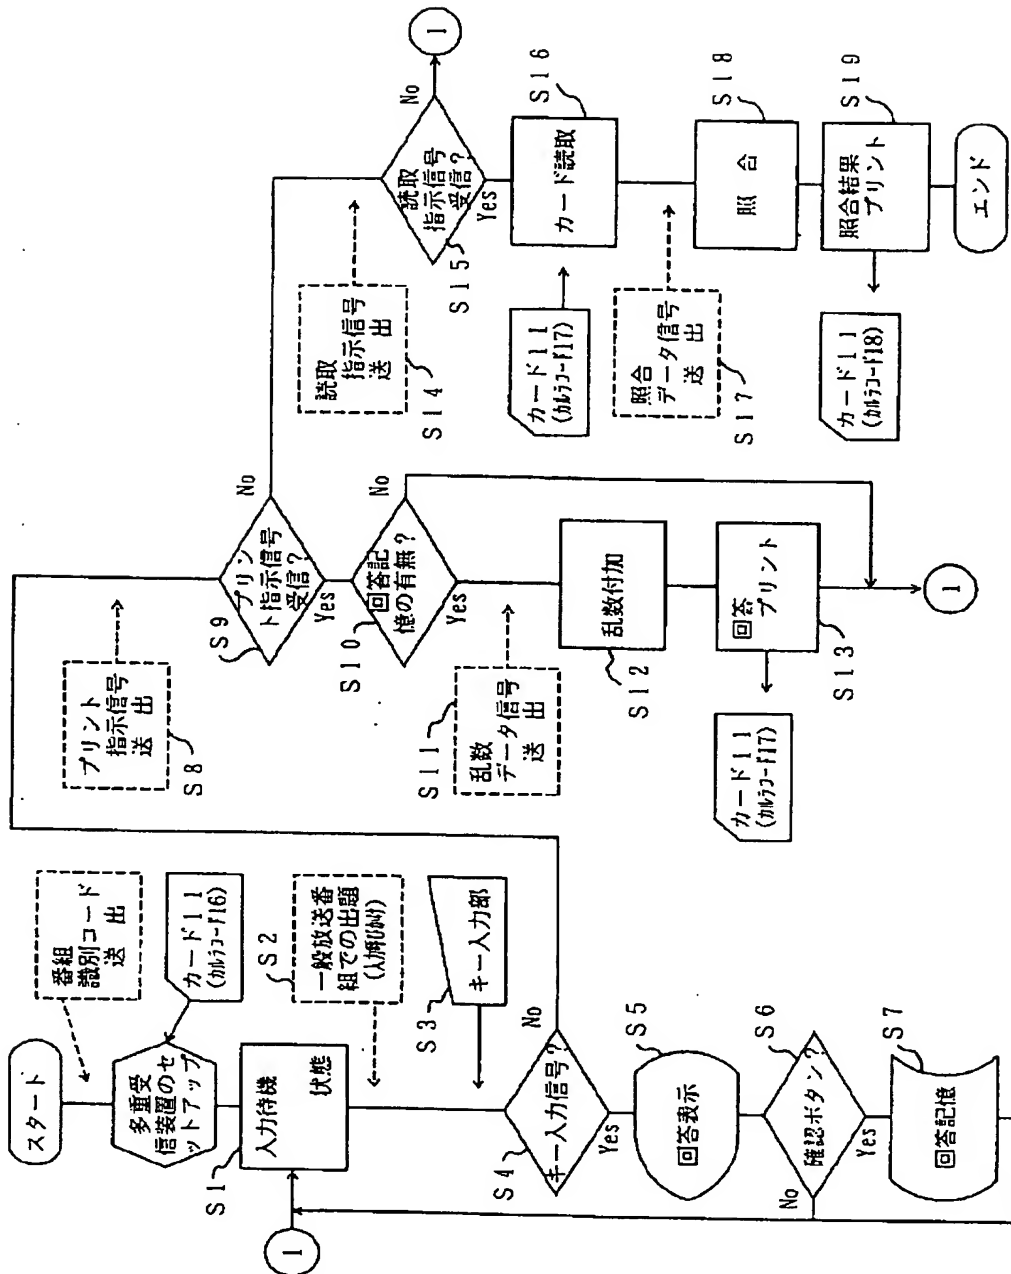 スタート
番組
識別コード
送　出
多重受
信装置のセ
ットアップ
カード11
(カルラコード16)
S1
入力待機
状態
1
S2
一般放送番
組での出題
(入力呼びかけ)
S3
キー入力部
S4
キー入力信号?
No
Yes
S5
回答表示
S6
確認ボタン?
No
Yes
S7
回答記憶
プリント
指示信号
送　出
S8
S9
プリン
ト指示信号
受信?
No
Yes
S10
回答記
憶の有無?
No
Yes
S11
乱数
データ信号
送　出
乱数付加
S12
回答
プリント
S13
カード11
(カルラコード17)
1
読取
指示信号
送　出
S14
読取
指示信号
受信?
S15
No
1
Yes
カード読取
S16
カード11
(カルラコード17)
照合
データ信号
送　出
S17
照　合
S18
照合結果
プリント
S19
カード11
(カルラコード18)
エンド